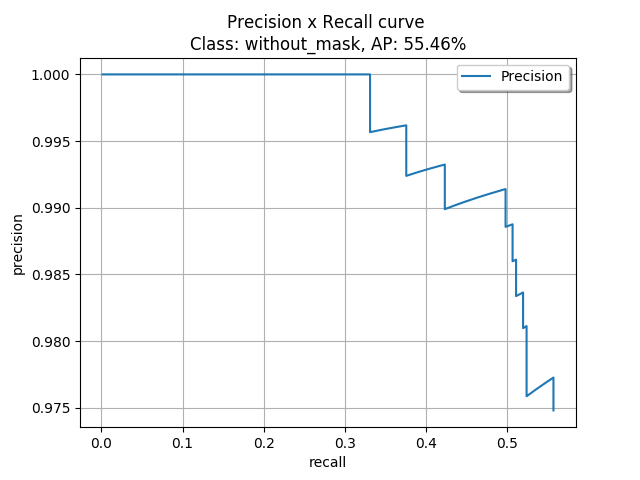 Precision x Recall curve
Class: without_mask, AP: 55.46%
Precision
1.000
0.995
0.990
0.985
0.980
0.975
precision
0.0 0.1 0.2 0.3 0.4 0.5
recall